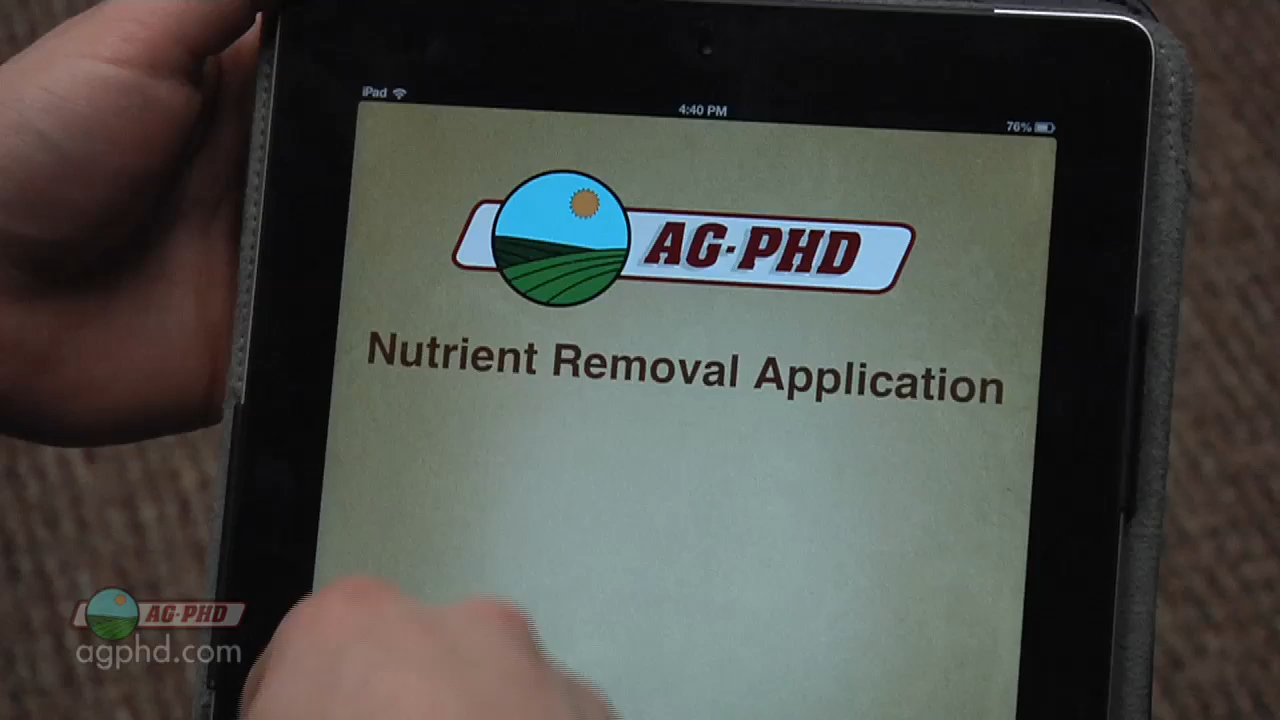 iPad
4:40 PM
76%
AG·PHD
Nutrient Removal Application
AG·PHD
agphd.com